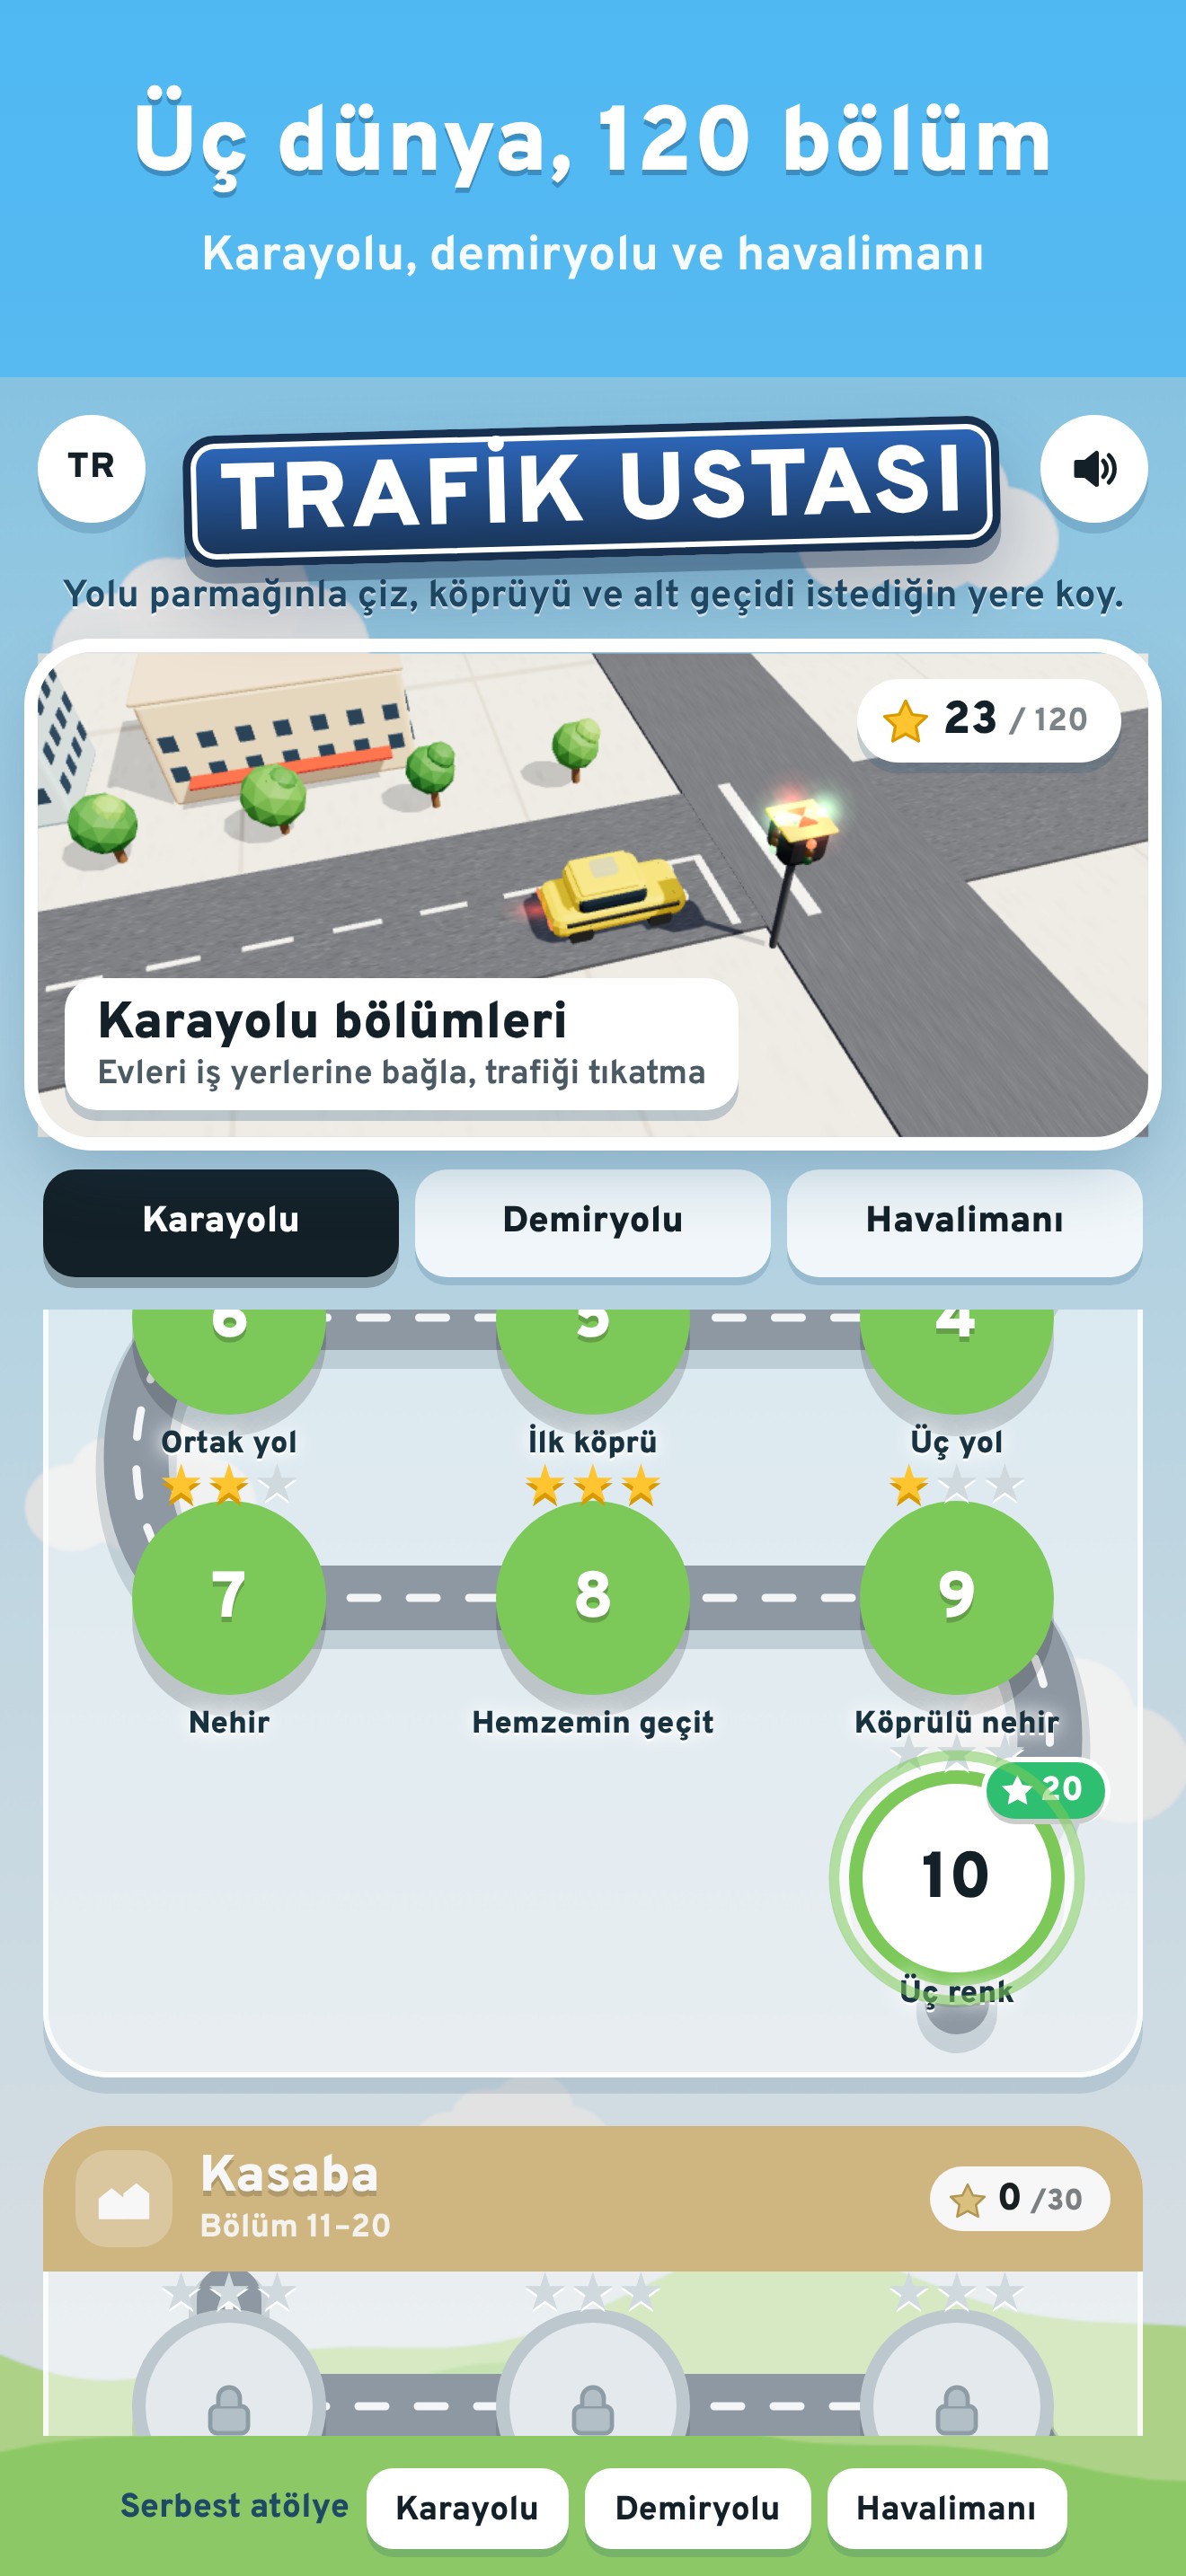 Üç dünya, 120 bölüm
Karayolu, demiryolu ve havalimanı
TR
TRAFİK USTASI
Yolu parmağınla çiz, köprüyü ve alt geçidi istediğin yere koy.
23 / 120
Karayolu bölümleri
Evleri iş yerlerine bağla, trafiği tıkatma
Karayolu
Demiryolu
Havalimanı
6
5
4
Ortak yol
İlk köprü
Üç yol
7
8
9
Nehir
Hemzemin geçit
Köprülü nehir
20
10
Üç renk
Kasaba
Bölüm 11–20
0 /30
Serbest atölye
Karayolu
Demiryolu
Havalimanı